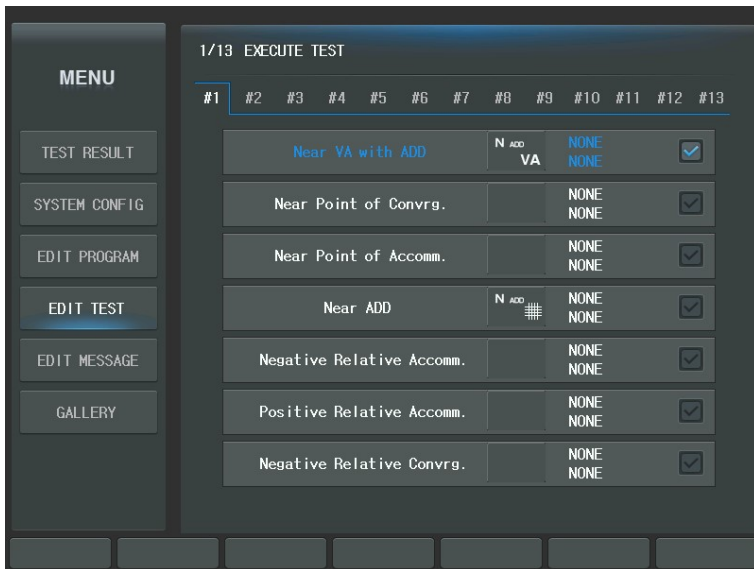 MENU
TEST RESULT
SYSTEM CONFIG
EDIT PROGRAM
EDIT TEST
EDIT MESSAGE
GALLERY
1/13 EXECUTE TEST
#1 #2 #3 #4 #5 #6 #7 #8 #9 #10 #11 #12 #13
Near VA with ADD N ADD VA NONE
NONE
Near Point of Convrg. NONE
NONE
Near Point of Accomm. NONE
NONE
Near ADD N ADD NONE
NONE
Negative Relative Accomm. NONE
NONE
Positive Relative Accomm. NONE
NONE
Negative Relative Convrg. NONE
NONE